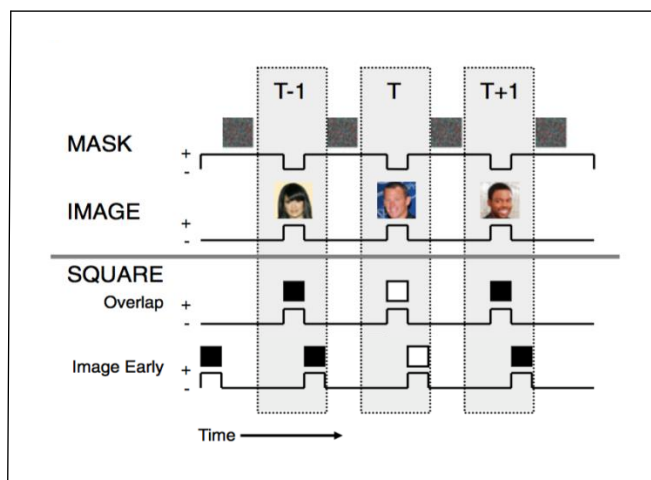 T-1 T T+1
MASK
+
-
IMAGE
+
-
SQUARE
Overlap
+
-
Image Early
+
-
Time